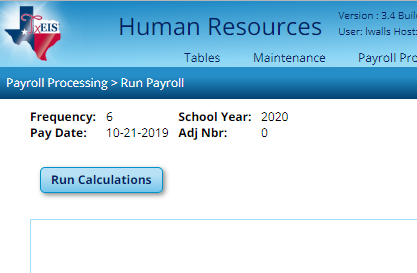 TxEIS
Human Resources
Version : 3.4 Buil
User: lwalls Host:
Tables Maintenance Payroll Pro
Payroll Processing > Run Payroll
Frequency: 6 School Year: 2020
Pay Date: 10-21-2019 Adj Nbr: 0
Run Calculations